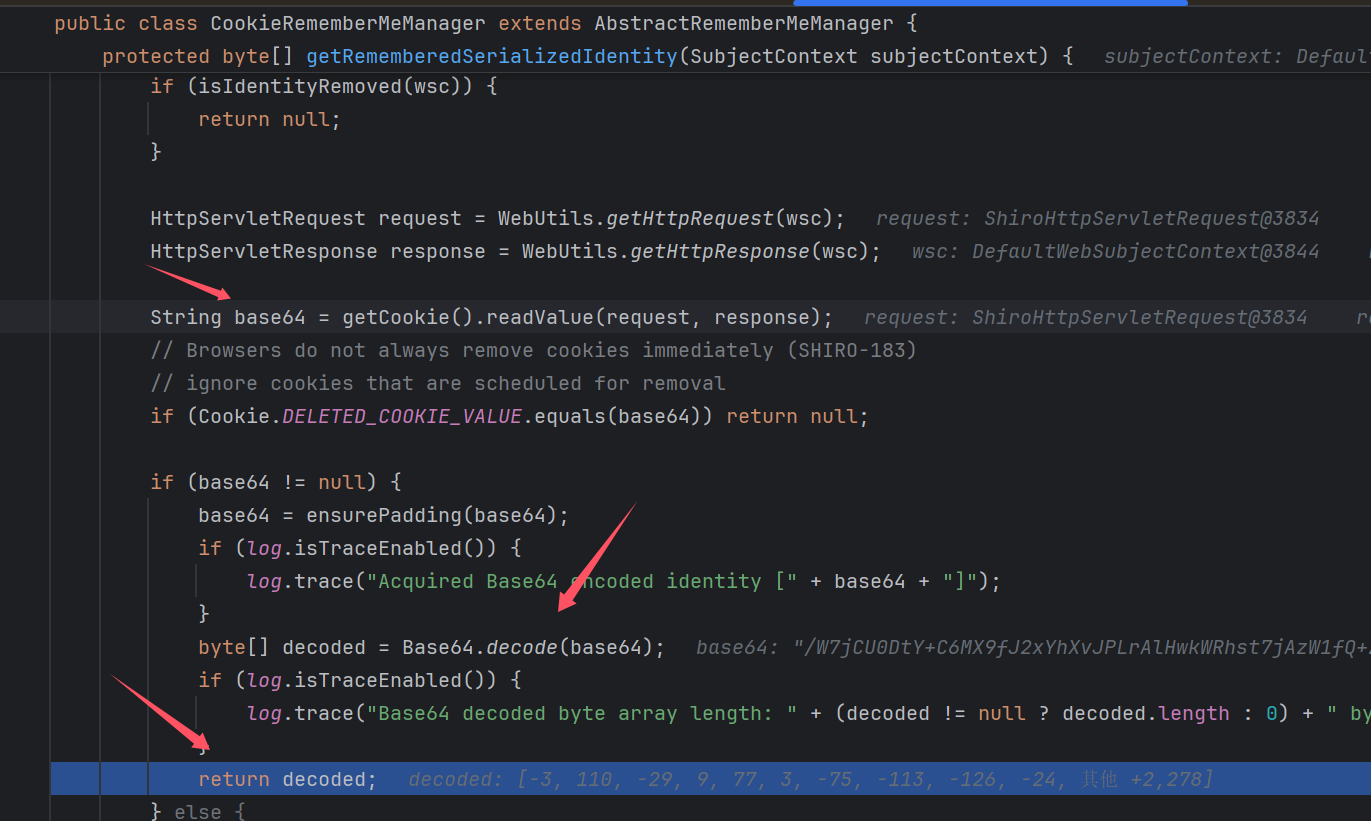 public class CookieRememberMeManager extends AbstractRememberMeManager {
protected byte[] getRememberedSerializedIdentity(SubjectContext subjectContext) { subjectContext: Defaul
if (isIdentityRemoved(wsc)) {
return null;
}
HttpServletRequest request = WebUtils.getHttpRequest(wsc); request: ShiroHttpServletRequest@3834
HttpServletResponse response = WebUtils.getHttpResponse(wsc); wsc: DefaultWebSubjectContext@3844
String base64 = getCookie().readValue(request, response); request: ShiroHttpServletRequest@3834 re
// Browsers do not always remove cookies immediately (SHIRO-183)
// ignore cookies that are scheduled for removal
if (Cookie.DELETED_COOKIE_VALUE.equals(base64)) return null;
if (base64 != null) {
base64 = ensurePadding(base64);
if (log.isTraceEnabled()) {
log.trace("Acquired Base64 encoded identity [" + base64 + "]");
}
byte[] decoded = Base64.decode(base64); base64: "/W7jCU0DtY+C6MX9fJ2xYhXvJPLrAlHwkWRhst7jAzW1fQ+
if (log.isTraceEnabled()) {
log.trace("Base64 decoded byte array length: " + (decoded != null ? decoded.length : 0) + " by
}
return decoded; decoded: [-3, 110, -29, 9, 77, 3, -75, -113, -126, -24, 其他 +2,278]
} else {